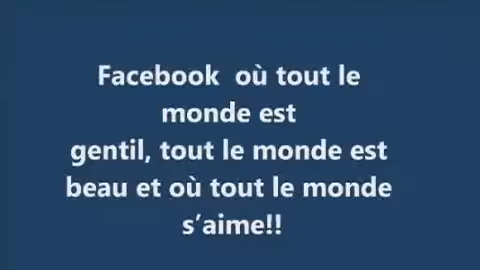 Facebook  où tout le
monde est
gentil, tout le monde est
beau et où tout le monde
s’aime!!